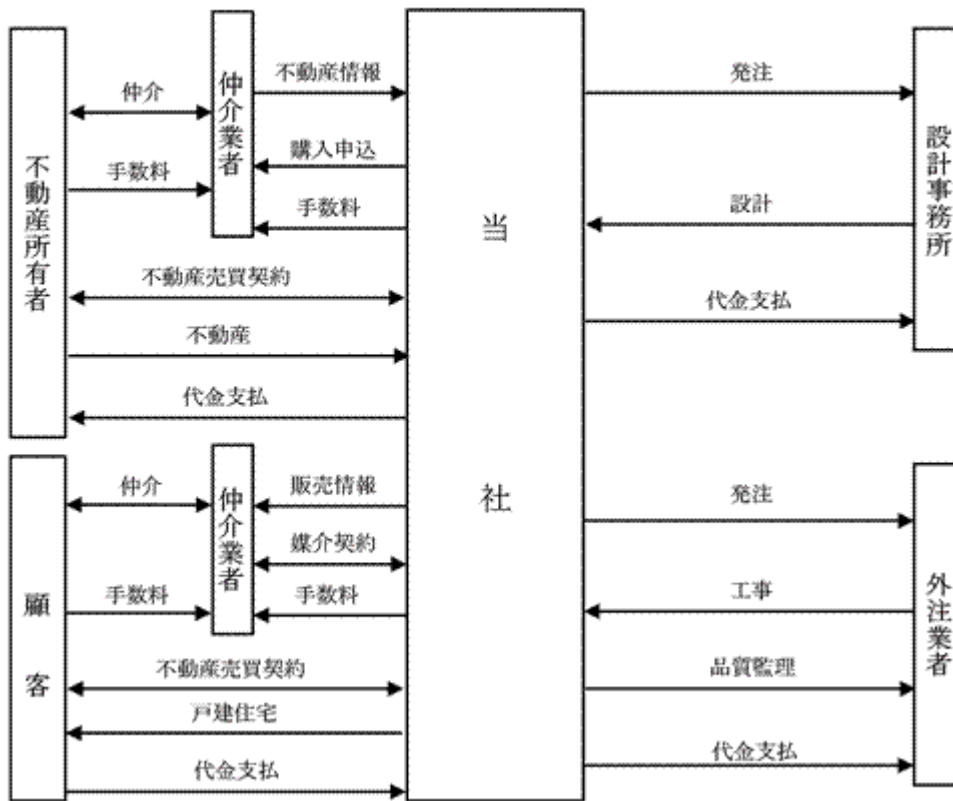 不動産所有者
仲介
手数料
仲介業者
不動産情報
購入申込
手数料
不動産売買契約
不動産
代金支払
顧客
仲介
手数料
仲介業者
販売情報
媒介契約
手数料
不動産売買契約
戸建住宅
代金支払
当社
発注
設計
代金支払
設計事務所
発注
工事
品質監理
代金支払
外注業者